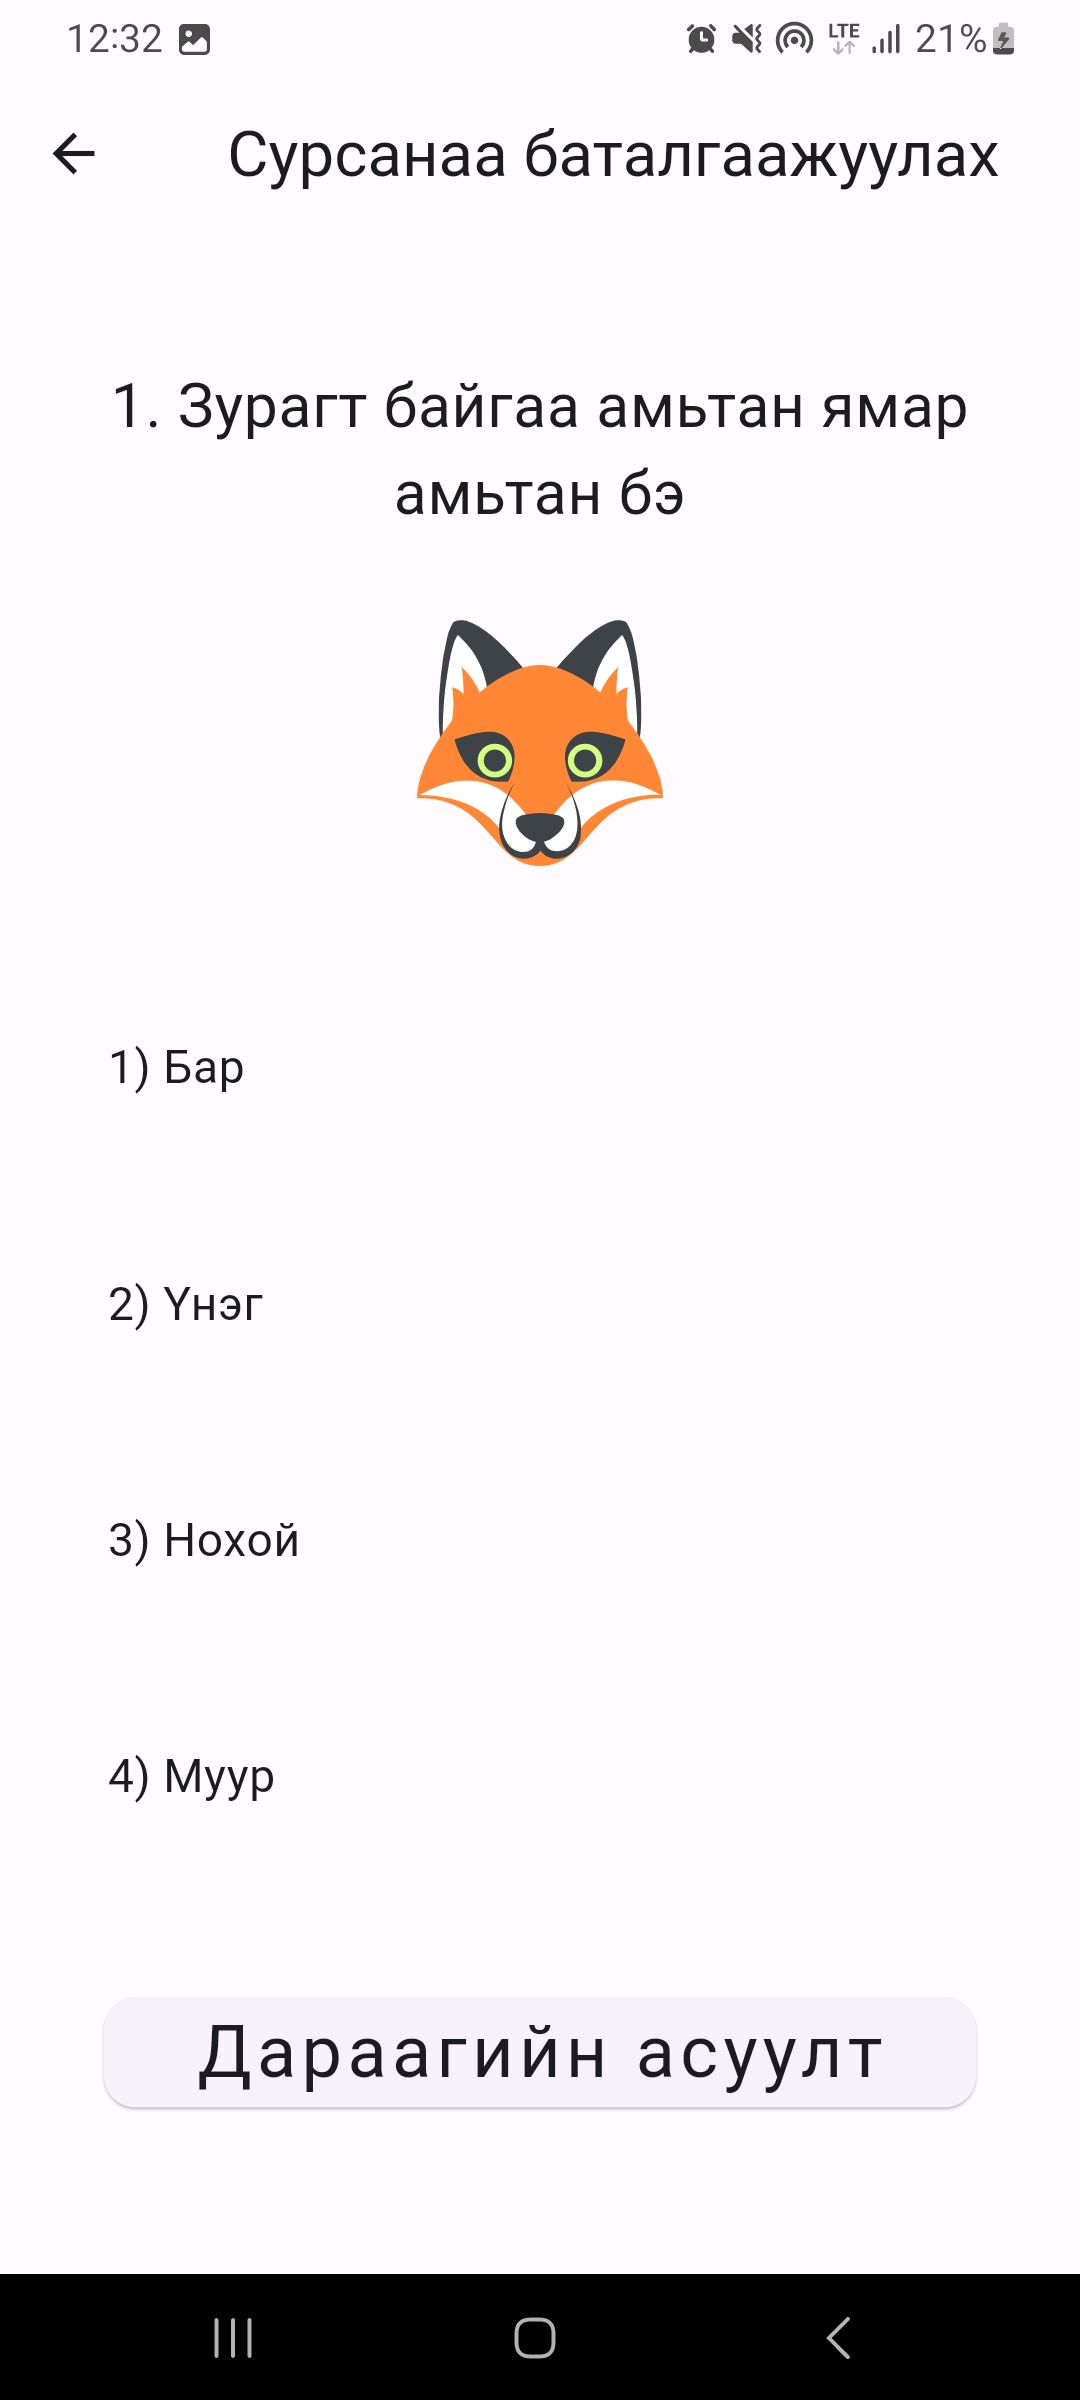 12:32 LTE 21%
Сурсанаа баталгаажуулах
1. Зурагт байгаа амьтан ямар
амьтан бэ
1) Бар
2) Үнэг
3) Нохой
4) Муур
Дараагийн асуулт